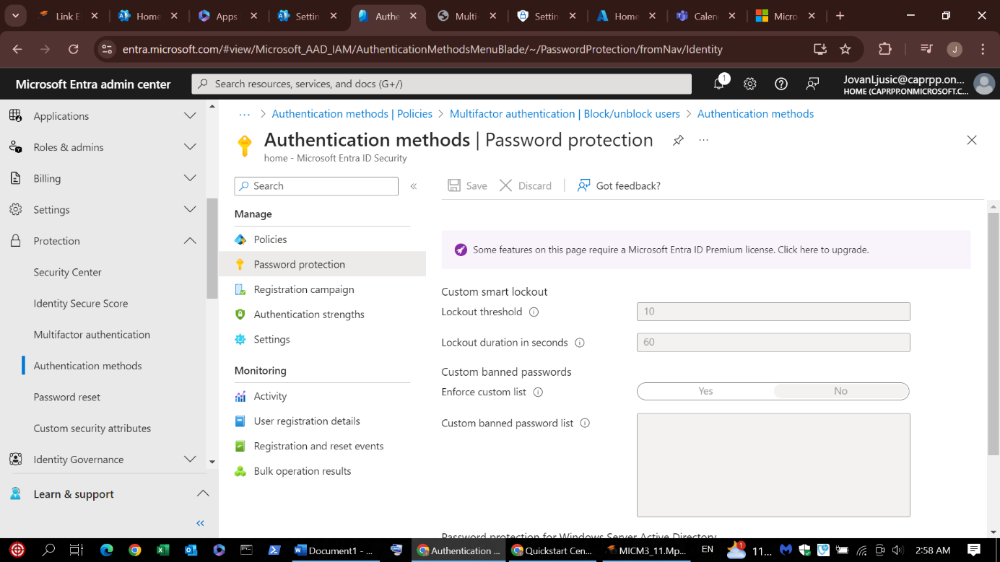 Link E
Home
Apps
Settin
Authe
Multi-
Settin
Home
Calen
Micro
entra.microsoft.com/#view/Microsoft_AAD_IAM/AuthenticationMethodsMenuBlade/~/PasswordProtection/fromNav/Identity
J
Microsoft Entra admin center
Search resources, services, and docs (G+/)
1
JovanLjusic@caprpp.on...
HOME (CAPRPP.ONMICROSOFT.C...
Applications
Roles & admins
Billing
Settings
Protection
Security Center
Identity Secure Score
Multifactor authentication
Authentication methods
Password reset
Custom security attributes
Identity Governance
Learn & support
... > Authentication methods | Policies > Multifactor authentication | Block/unblock users > Authentication methods
Authentication methods | Password protection ...
home - Microsoft Entra ID Security
Search
Manage
Policies
Password protection
Registration campaign
Authentication strengths
Settings
Monitoring
Activity
User registration details
Registration and reset events
Bulk operation results
Save Discard Got feedback?
Some features on this page require a Microsoft Entra ID Premium license. Click here to upgrade.
Custom smart lockout
Lockout threshold
10
Lockout duration in seconds
60
Custom banned passwords
Enforce custom list
Yes No
Custom banned password list
Password protection for Windows Server Active Directory
Document1 - ...
Authentication ...
Quickstart Cen...
MICM3_11.Mp...
EN
1
11...
2:58 AM